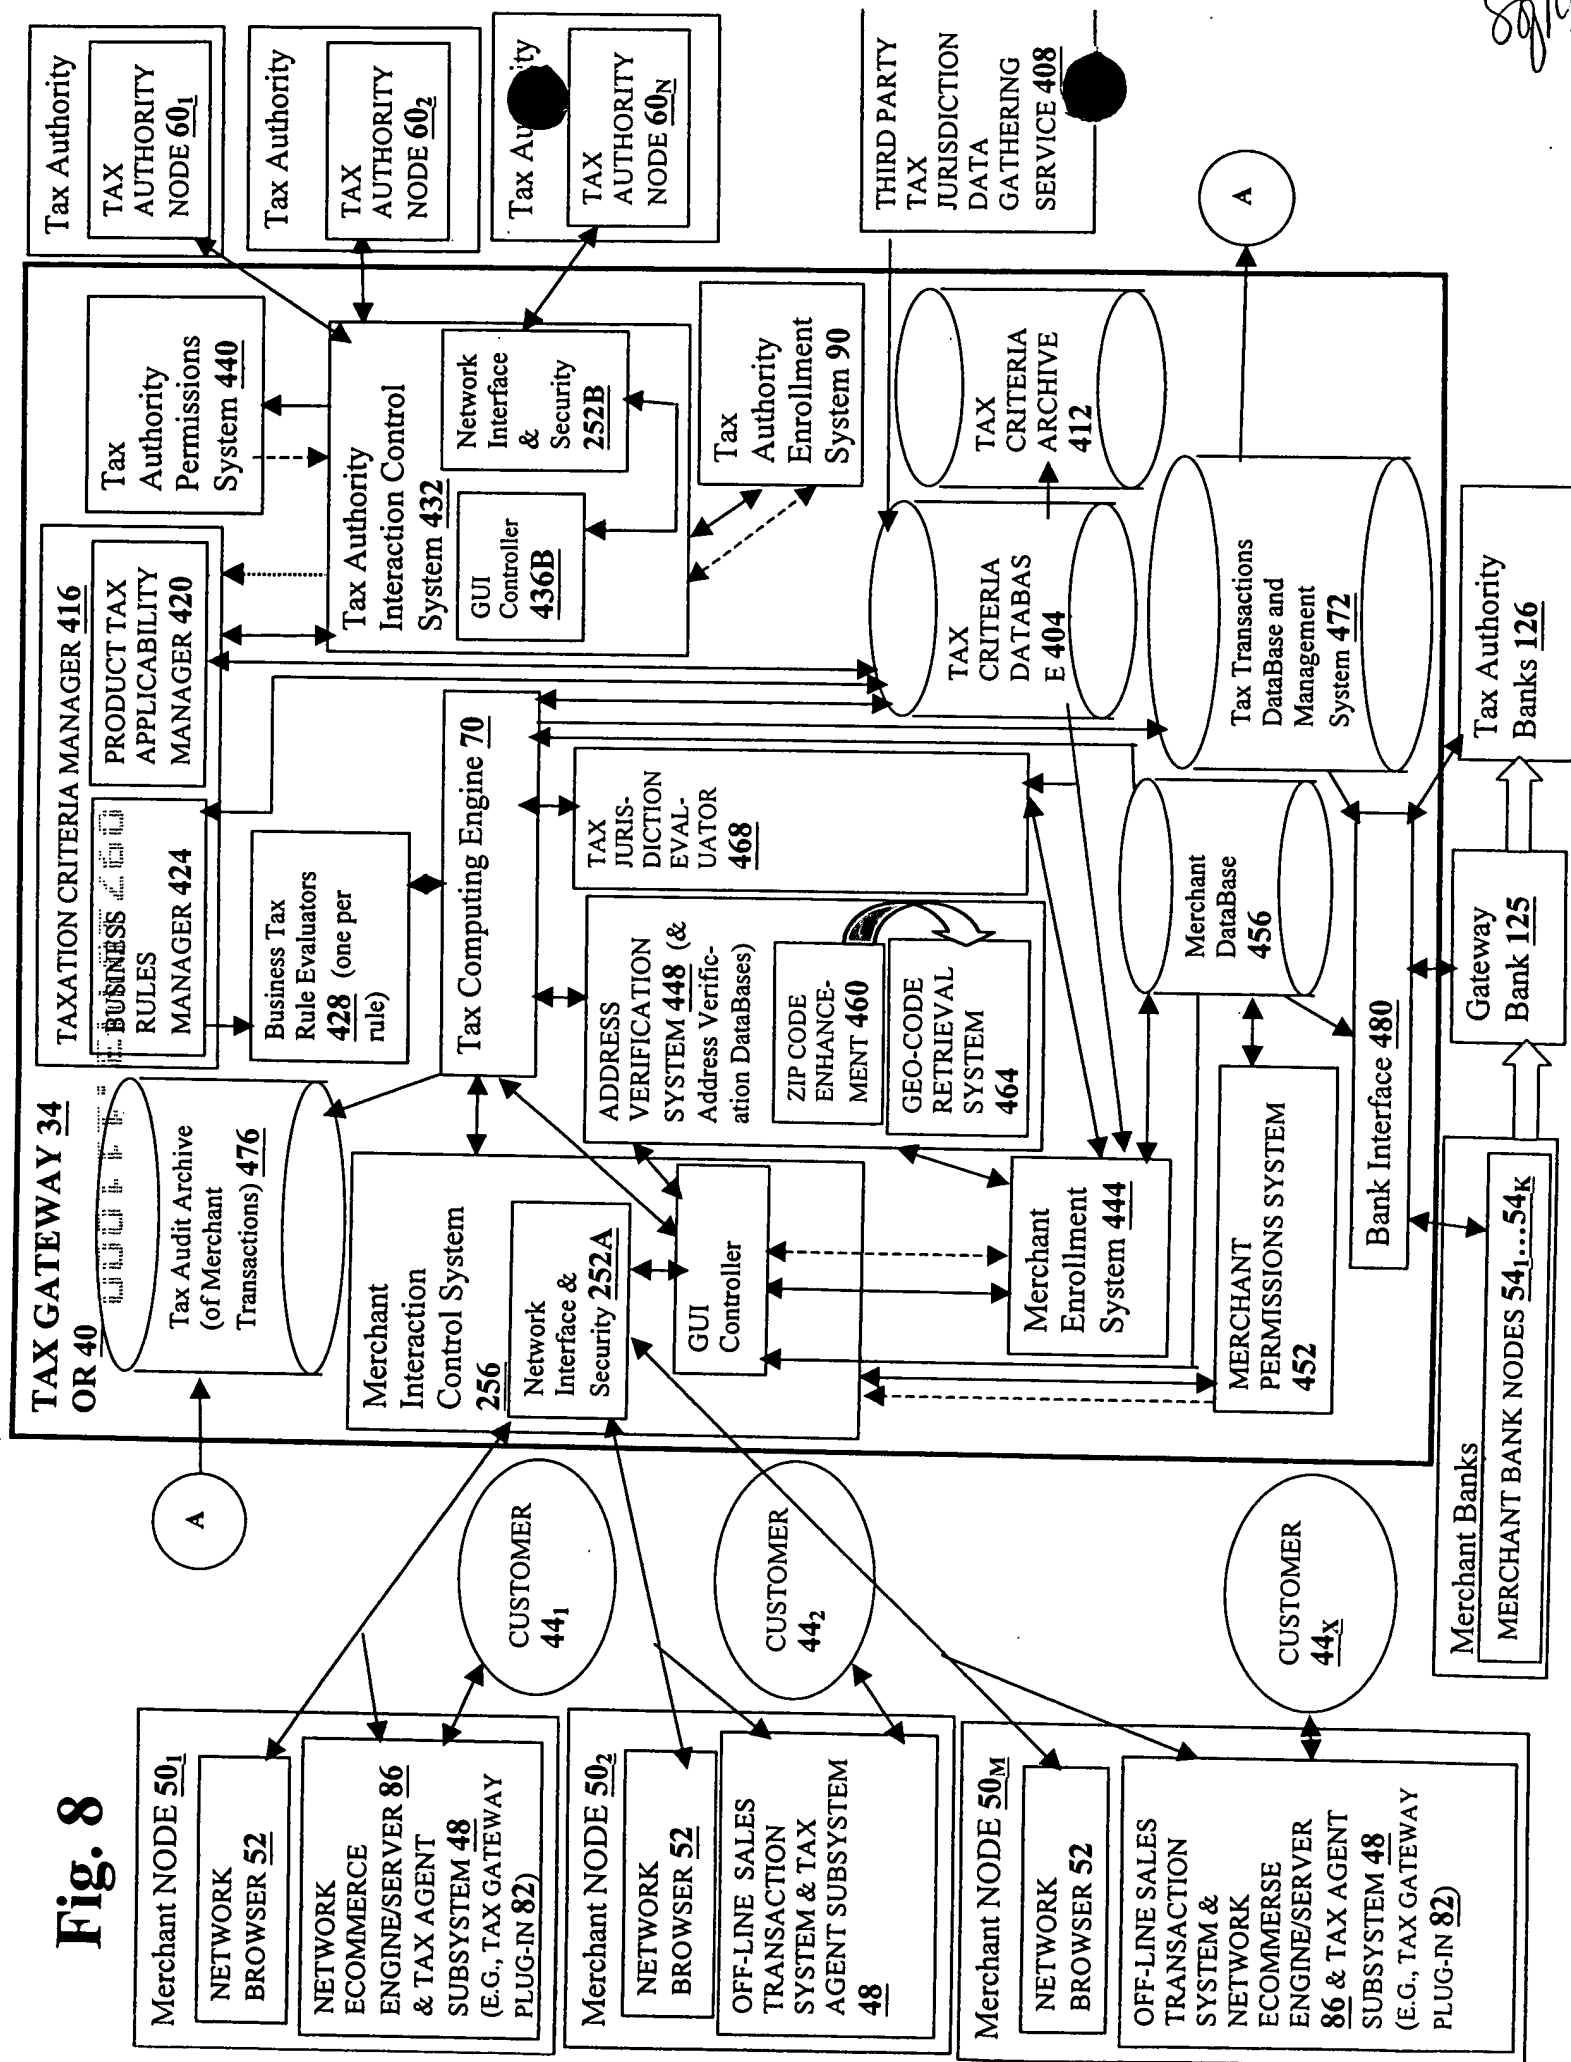 Fig. 8
Merchant NODE 50₁
NETWORK
BROWSER 52
NETWORK
ECOMMERCE
ENGINE/SERVER 86
& TAX AGENT
SUBSYSTEM 48
(E.G., TAX GATEWAY
PLUG-IN 82)
Merchant NODE 50₂
NETWORK
BROWSER 52
OFF-LINE SALES
TRANSACTION
SYSTEM & TAX
AGENT SUBSYSTEM
48
Merchant NODE 50M
NETWORK
BROWSER 52
OFF-LINE SALES
TRANSACTION
SYSTEM &
NETWORK
ECOMMERSE
ENGINE/SERVER
86 & TAX AGENT
SUBSYSTEM 48
(E.G., TAX GATEWAY
PLUG-IN 82)
A
CUSTOMER
44₁
CUSTOMER
44₂
CUSTOMER
44X
Merchant Banks
MERCHANT BANK NODES 54₁...54K
TAX GATEWAY 34
OR 40
Tax Audit Archive
(of Merchant
Transactions) 476
Merchant
Interaction
Control System
256
Network
Interface &
Security 252A
GUI
Controller
Merchant
Enrollment
System 444
MERCHANT
PERMISSIONS SYSTEM
452
Bank Interface 480
TAXATION CRITERIA MANAGER 416
BUSINESS
RULES
MANAGER 424
PRODUCT TAX
APPLICABILITY
MANAGER 420
Business Tax
Rule Evaluators
428 (one per
rule)
Tax Computing Engine 70
ADDRESS
VERIFICATION
SYSTEM 448 (&
Address Verific-
ation DataBases)
ZIP CODE
ENHANCE-
MENT 460
GEO-CODE
RETRIEVAL
SYSTEM
464
TAX
JURIS-
DICTION
EVAL-
UATOR
468
Merchant
DataBase
456
Gateway
Bank 125
Tax
Authority
Permissions
System 440
Tax Authority
Interaction Control
System 432
GUI
Controller
436B
Network
Interface
&
Security
252B
Tax
Authority
Enrollment
System 90
TAX
CRITERIA
DATABAS
E 404
TAX
CRITERIA
ARCHIVE
412
Tax Transactions
DataBase and
Management
System 472
Tax Authority
Banks 126
Tax Authority
TAX
AUTHORITY
NODE 60₁
Tax Authority
TAX
AUTHORITY
NODE 60₂
Tax Au ity
TAX
AUTHORITY
NODE 60N
THIRD PARTY
TAX
JURISDICTION
DATA
GATHERING
SERVICE 408
A